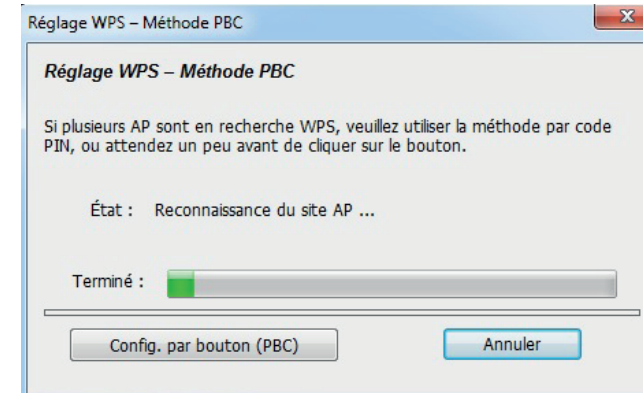 Réglage WPS – Méthode PBC
Réglage WPS – Méthode PBC
Si plusieurs AP sont en recherche WPS, veuillez utiliser la méthode par code
PIN, ou attendez un peu avant de cliquer sur le bouton.
État : Reconnaissance du site AP ...
Terminé :
Config. par bouton (PBC) Annuler